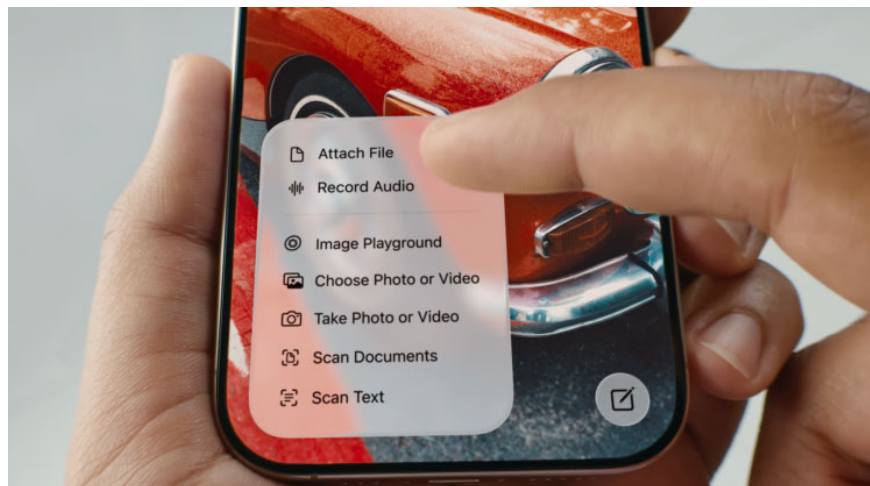 Attach File
Record Audio
Image Playground
Choose Photo or Video
Take Photo or Video
Scan Documents
Scan Text